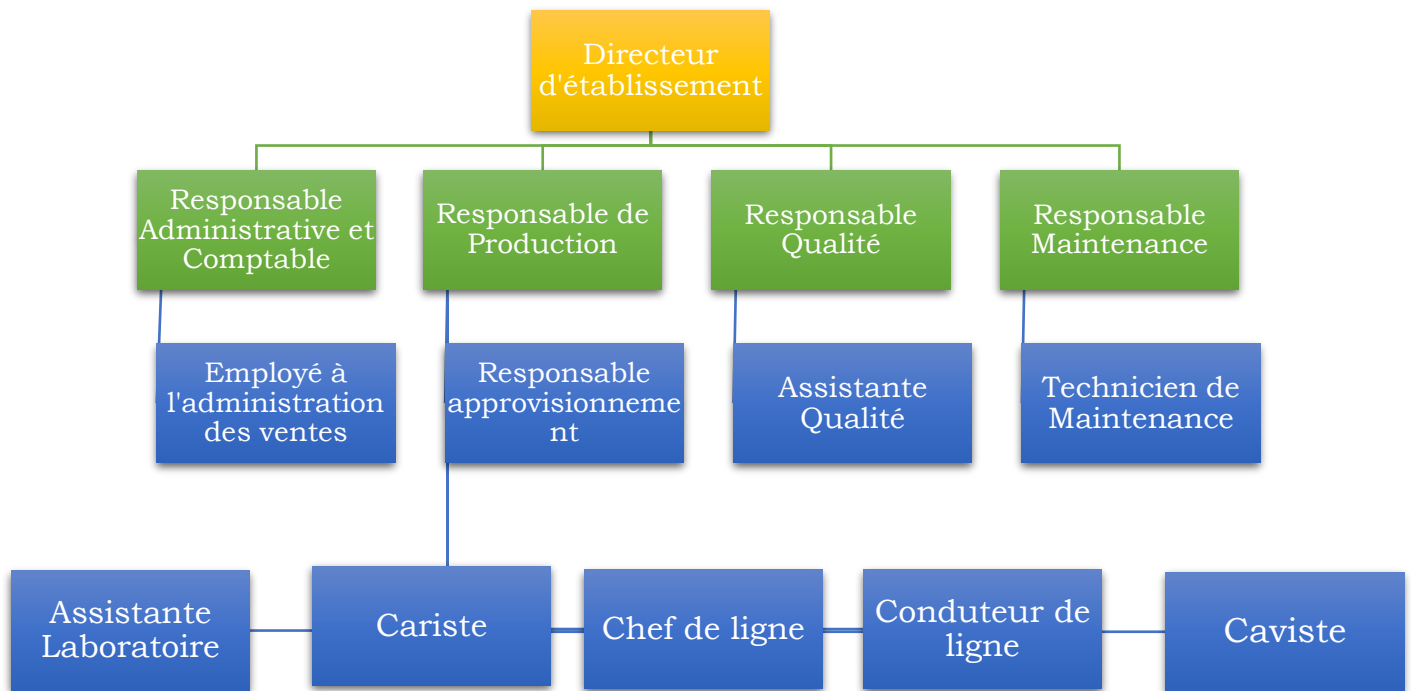 Directeur
d'établissement
Responsable
Administrative et
Comptable
Responsable de
Production
Responsable
Qualité
Responsable
Maintenance
Employé à
l'administration
des ventes
Responsable
approvisionneme
nt
Assistante
Qualité
Technicien de
Maintenance
Assistante
Laboratoire
Cariste
Chef de ligne
Conduteur de
ligne
Caviste